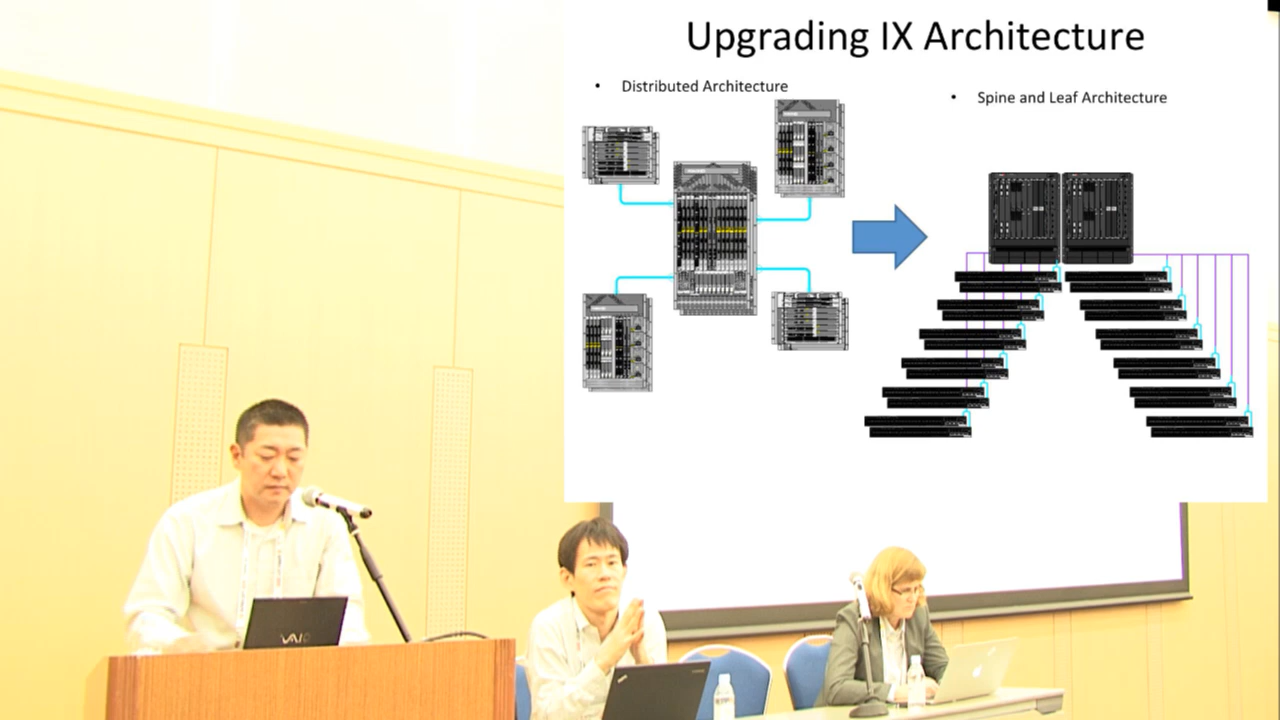 Upgrading IX Architecture
• Distributed Architecture
• Spine and Leaf Architecture
VAIO